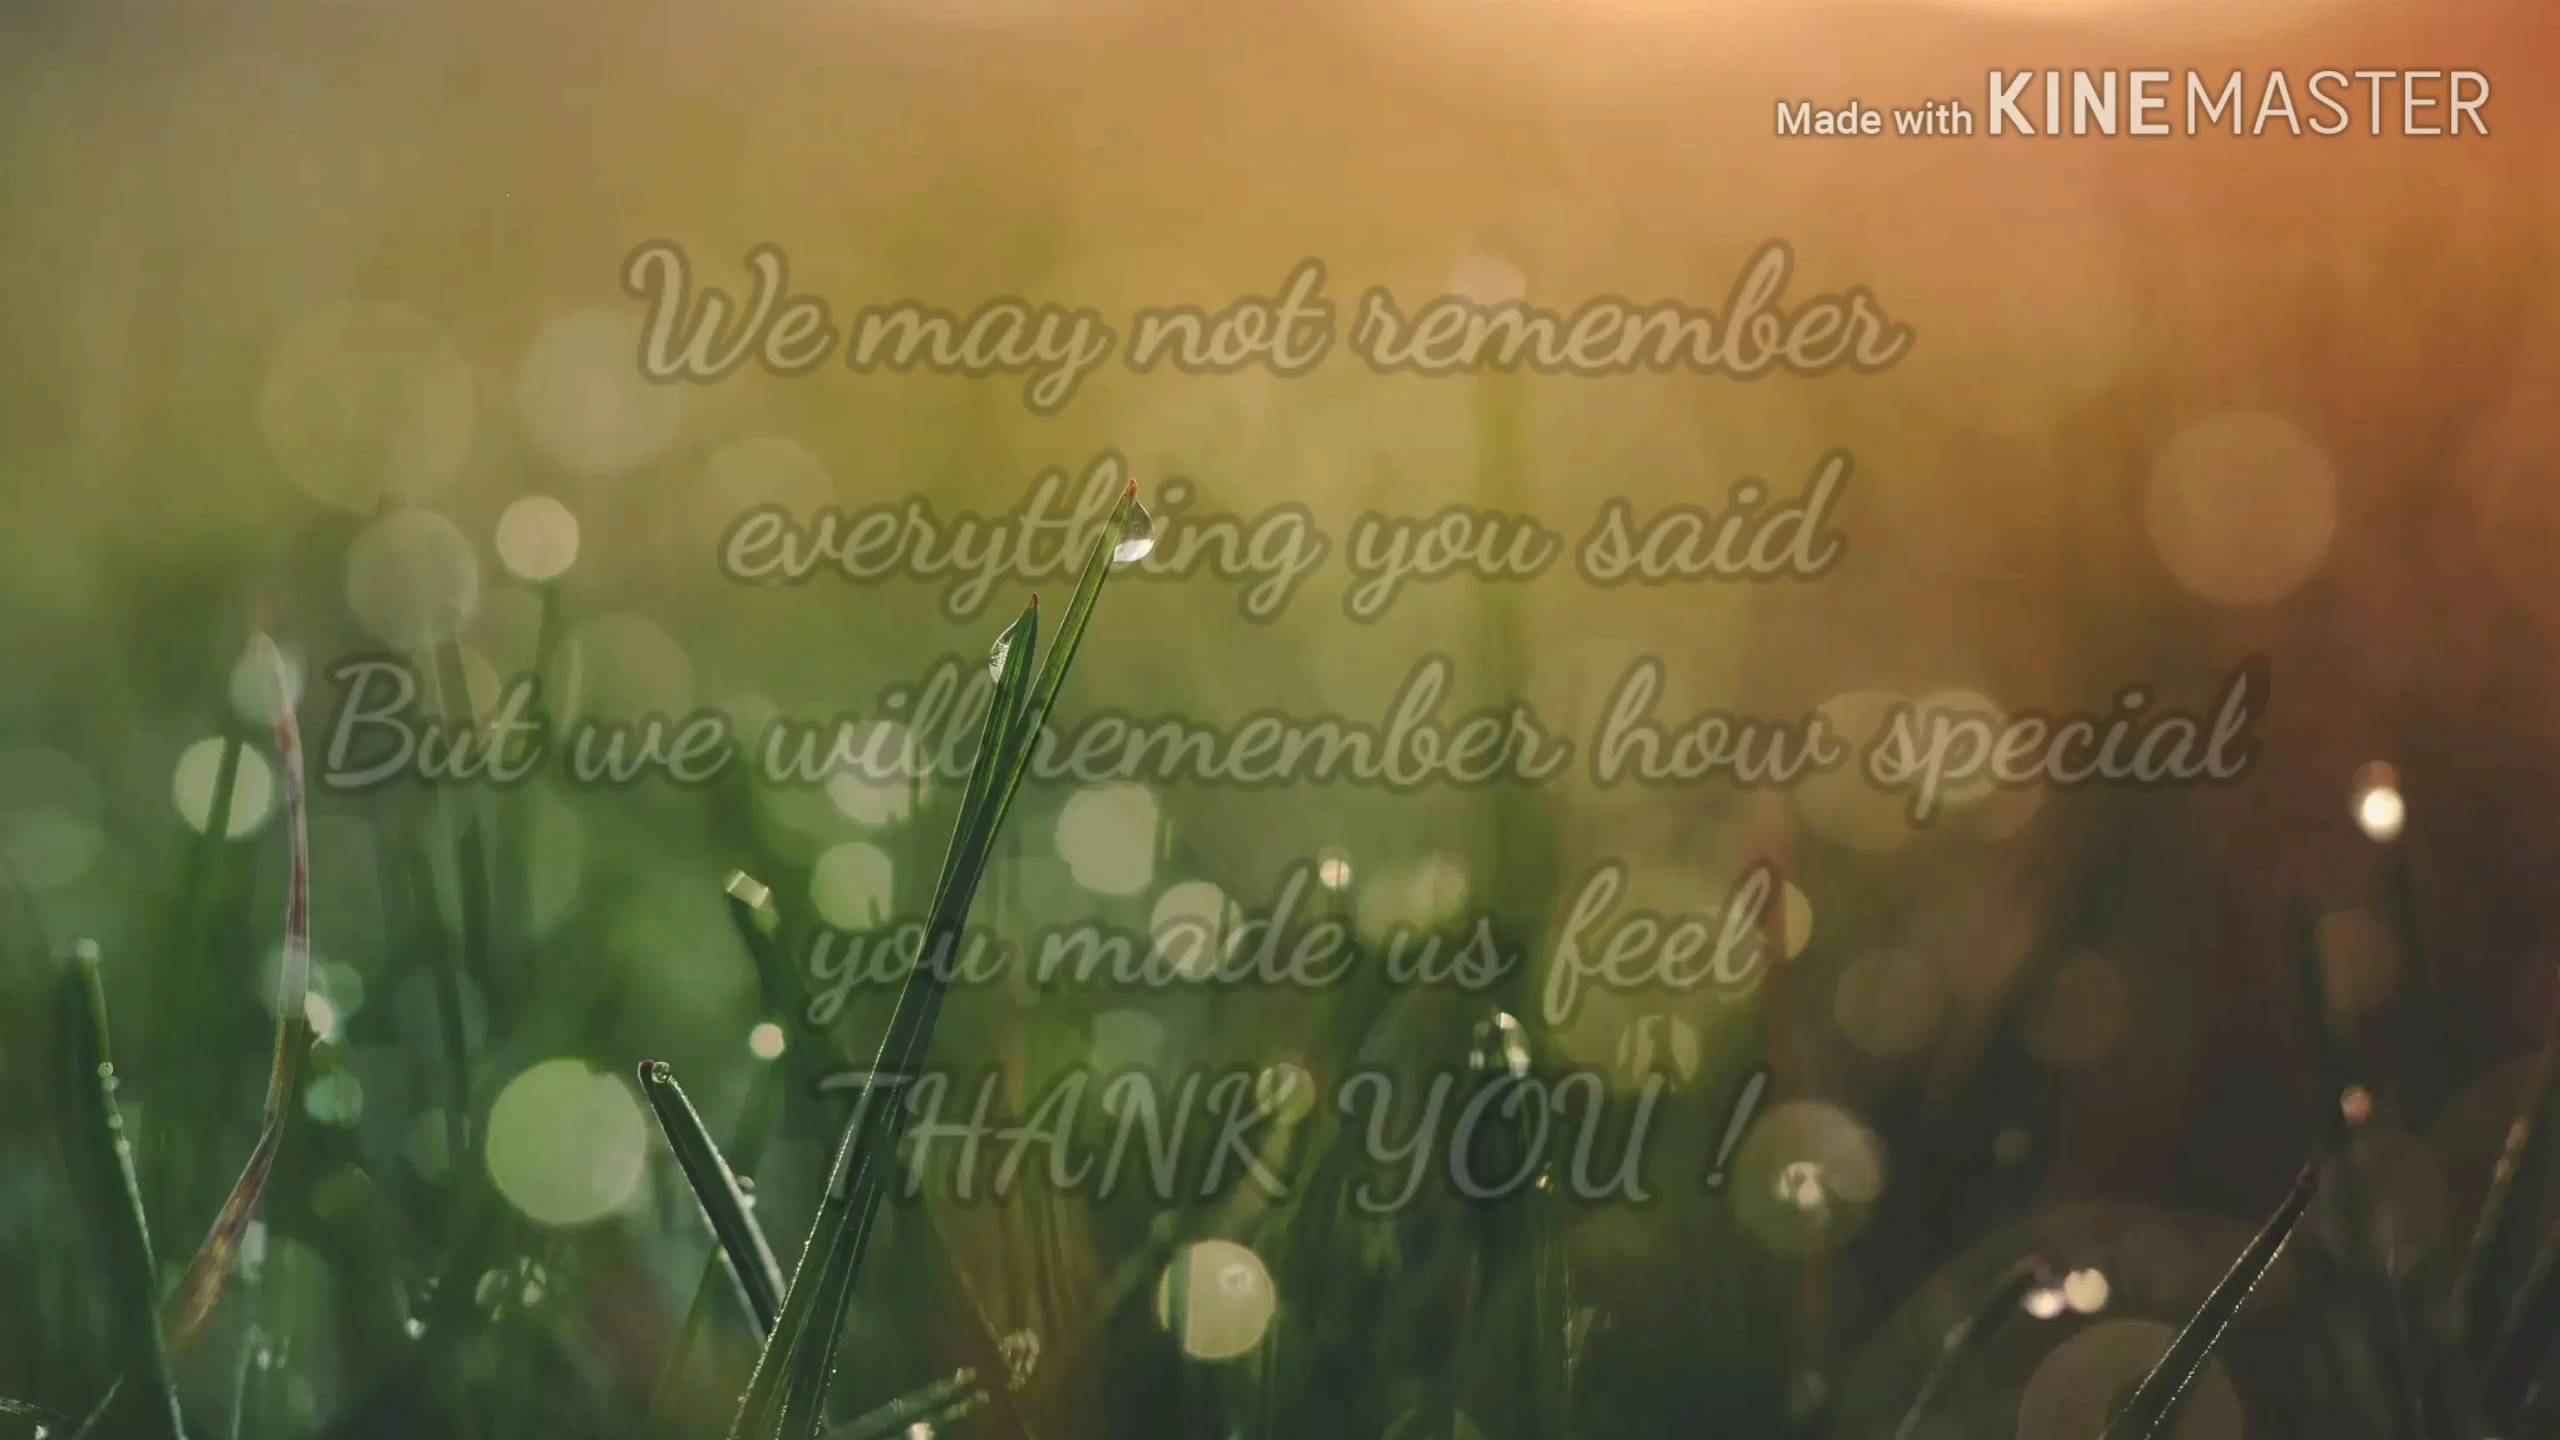 Made with KINEMASTER
We may not remember
everything you said
But we will remember how special
you made us feel
THANK YOU !